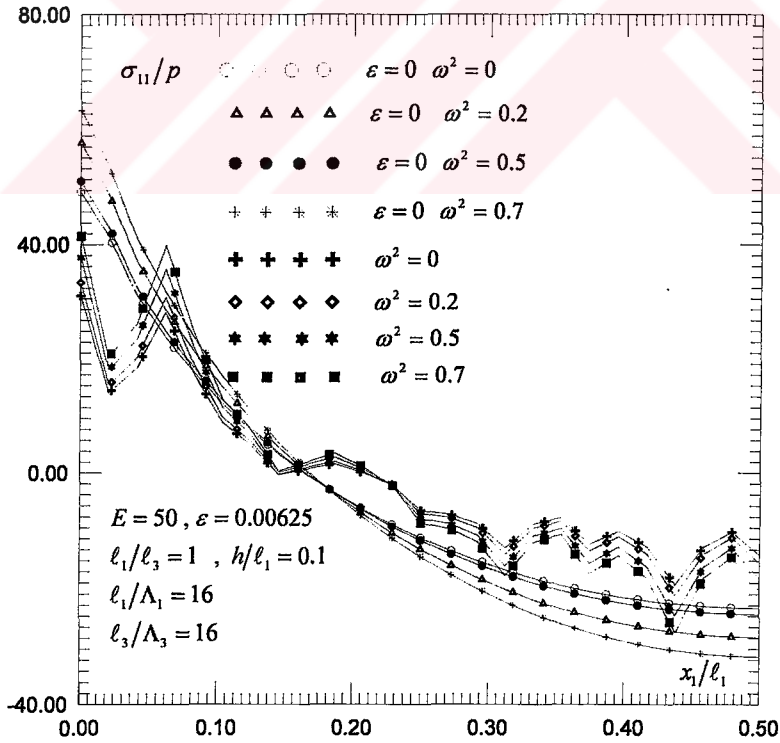 80.00
σ₁₁/p
ε=0 ω²=0
ε=0 ω²=0.2
ε=0 ω²=0.5
ε=0 ω²=0.7
40.00
ω²=0
ω²=0.2
ω²=0.5
ω²=0.7
0.00
E=50 , ε=0.00625
ℓ₁/ℓ₃=1 , h/ℓ₁=0.1
ℓ₁/Λ₁=16
ℓ₃/Λ₃=16
x₁/ℓ₁
-40.00
0.00 0.10 0.20 0.30 0.40 0.50